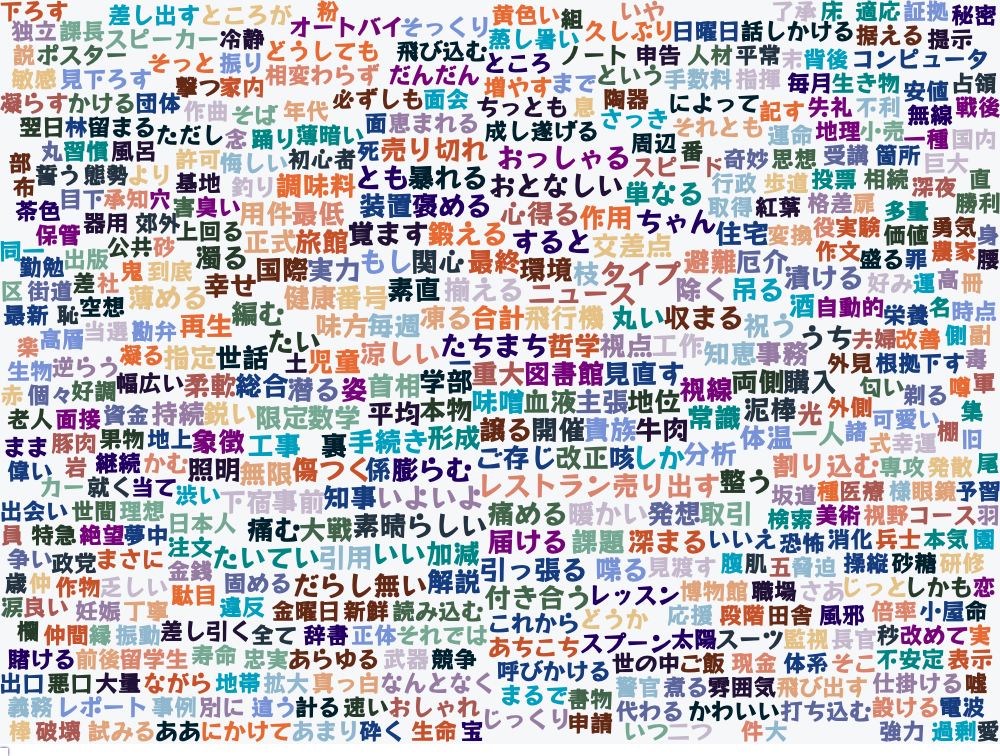 下ろす 差し出す ところが 粉 オートバイ そっくり 黄色い 組 いや 久しぶり 日曜日 話しかける 了承 床 適応 証拠 秘密
独立 課長 スピーカー 冷静 どうしても 飛び込む 蒸し暑い ノート 申告 人材 平常 末 背後 据える 提示 コンピュータ
説 ポスター そっと 振り 相変わらず だんだん ところ 増やす まで という 手数料 指揮 毎月 生き物 安値 占領
敏感 見下ろす 撃つ 家内 必ずしも 面会 ちっとも 息 陶器 によって 記す 失礼 不利 無線 戦後
凝らす かける 団体 作曲 そば 年代 面 恵まれる 成し遂げる さっき それとも 運命 地理 小売 一種 国内
翌日 林 留まる ただし 念 踊り 薄暗い 死 売り切れ おっしゃる 周辺 番 スピード 奇妙 思想 受講 箇所 巨大
部 丸 習慣 風呂 許可 悔しい 初心者 とも 暴れる おとなしい 単なる 行政 歩道 投票 相続 深夜 直
布 誓う 態勢 より 基地 釣り 調味料 装置 褒める 心得る 作用 ちゃん 取得 紅葉 格差 扉 多量 勝利
茶色 目下 承知 穴 害 臭い 用件 最低 覚ます 鍛える すると 交差点 住宅 変換 役 実験 価値 勇気 身
保管 器用 郊外 上回る 正式 旅館 関心 最終 環境 枝 タイプ 避難 厄介 漬ける 作文 盛る 罪 農家 腰
同一 勤勉 出版 公共 砂 濁る 国際 実力 もし 素直 揃える ニュース 除く 吊る 好み 運 高 冊
区 街道 差 社 鬼 到底 幸せ 健康 番号 凍る 合計 飛行機 丸い 収まる 祝う 酒 自動的 栄養 名 時点
最新 恥 空想 薄める 編む 味方 毎週 たちまち 哲学 視点 工作 知恵 事務 うち 夫婦 改善 側 副
楽 高層 当選 勘弁 再生 たい 土 児童 涼しい 重大 図書館 見直す 視線 両側 購入 外見 根拠 下す 毒
生物 逆らう 凝る 指定 世話 姿 首相 学部 味噌 血液 主張 地位 常識 泥棒 光 外側 匂い 剃る 噂 軍
赤 個々 好調 幅広い 柔軟 総合 潜る 平均 本物 譲る 開催 貴族 牛肉 体温 一人 諸 可愛い 棚 集
老人 面接 資金 持続 鋭い 限定 数学 裏 手続き 形成 ご存じ 改正 咳 しか 分析 割り込む 式 幸運 旧
まま 豚肉 果物 地上 象徴 工事 傷つく 係 膨らむ レストラン 売り出す 整う 坂道 種 医療 専攻 発散 尾
偉い 岩 継続 かむ 照明 無限 知事 いよいよ 痛める 暖かい 発想 取引 検索 美術 様 眼鏡 予習
カー 就く 当て 渋い 下宿 事前 素晴らしい 届ける 課題 深まる いいえ 恐怖 消化 視野 コース 羽
出会い 世間 理想 日本人 痛む 大戦 引用 いい加減 引っ張る 喋る 見渡す 腹 肌 五 脅迫 操縦 兵士 本気 園
員 特急 絶望 夢中 注文 たいてい だらし無い 解説 付き合う レッスン 博物館 職場 さあ じっと 砂糖 研修
争い 政党 まさに 金銭 固める 金曜日 新鮮 読み込む これから どうか 応援 段階 田舎 風邪 しかも 恋
歳 仲 作物 乏しい 駄目 違反 辞書 正体 それでは あちこち スプーン 太陽 スーツ 監視 長官 倍率 小屋 命
涙 良い 妊娠 丁寧 差し引く 全て あらゆる 武器 競争 呼びかける 世の中 ご飯 現金 体系 そこ 秒 改めて 実
欄 仲間 縁 振動 寿命 忠実 なんとなく まるで 書物 警官 煮る 雰囲気 飛び出す 不安定 表示
賭ける 前後 留学生 地帯 拡大 真っ白 おしゃれ じっくり 申請 代わる かわいい 打ち込む 仕掛ける 嘘
出口 悪口 大量 ながら 別に 違う 計る 速い いつ 二つ 件 大 設ける 電波
義務 レポート 事例 ああ にかけて あまり 砕く 生命 宝 強力 過剰 愛
棒 破壊 試みる